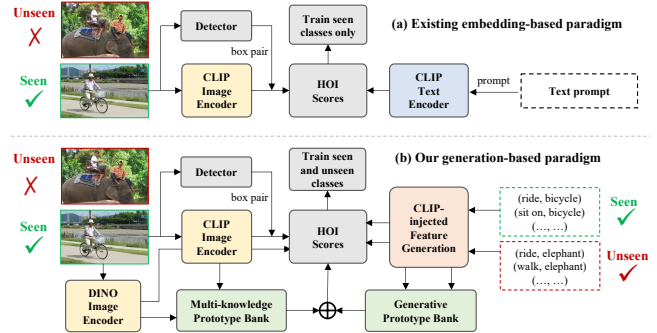 Unseen
Seen
Detector
box pair
CLIP
Image
Encoder
Train seen
classes only
HOI
Scores
(a) Existing embedding-based paradigm
CLIP
Text
Encoder
prompt
Text prompt
Unseen
Seen
Detector
box pair
CLIP
Image
Encoder
DINO
Image
Encoder
Train seen
and unseen
classes
HOI
Scores
Multi-knowledge
Prototype Bank
(b) Our generation-based paradigm
CLIP-
injected
Feature
Generation
Generative
Prototype Bank
(ride, bicycle)
(sit on, bicycle)
(…, …)
Seen
(ride, elephant)
(walk, elephant)
(…, …)
Unseen